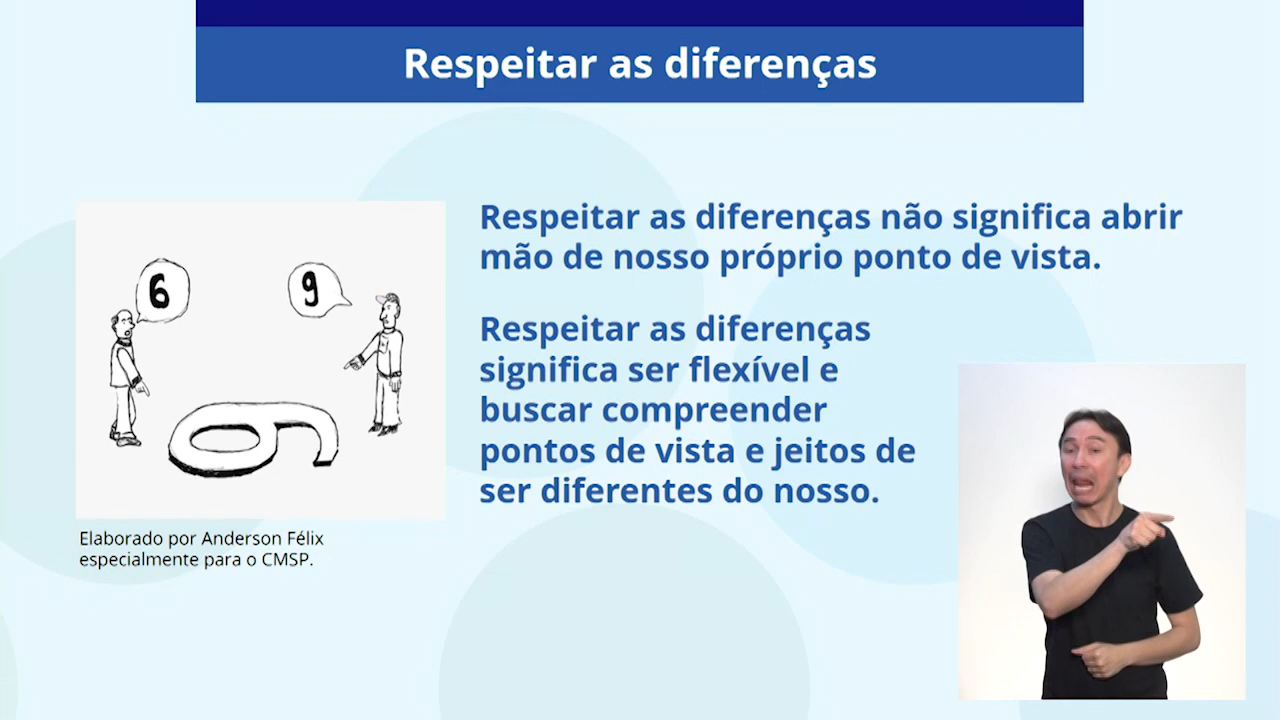 Respeitar as diferenças
6
9
Respeitar as diferenças não significa abrir
mão de nosso próprio ponto de vista.
Respeitar as diferenças
significa ser flexível e
buscar compreender
pontos de vista e jeitos de
ser diferentes do nosso.
Elaborado por Anderson Félix
especialmente para o CMSP.